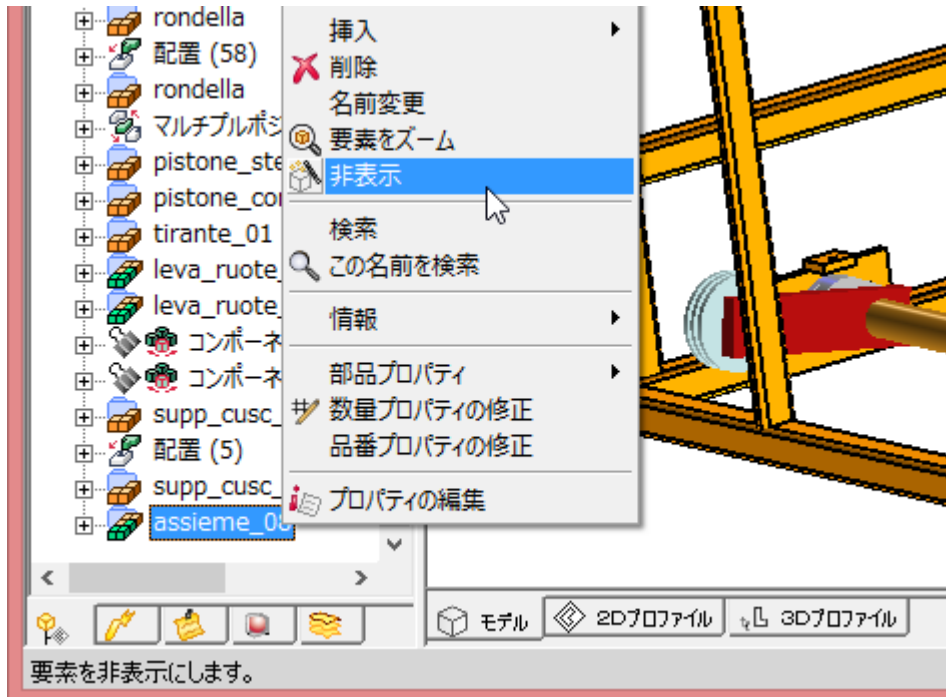 rondella
配置 (58)
rondella
マルチプルポジ
pistone_ste
pistone_co
tirante_01
leva_ruote_
leva_ruote_
コンポーネ
コンポーネ
supp_cusc_
配置 (5)
supp_cusc_
assieme_08
挿入
削除
名前変更
要素をズーム
非表示
検索
この名前を検索
情報
部品プロパティ
数量プロパティの修正
品番プロパティの修正
プロパティの編集
モデル
2Dプロファイル
3Dプロファイル
要素を非表示にします。